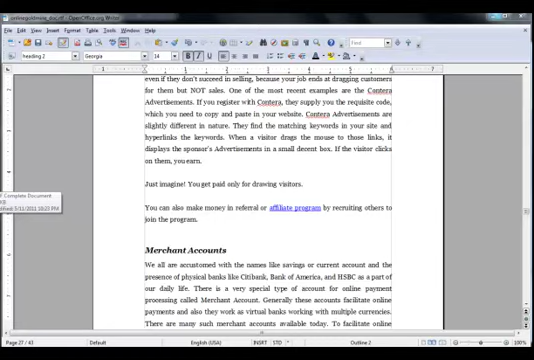 onlinegoldmine_doc.rtf - OpenOffice.org Writer
File Edit View Insert Format Table Tools Window Help
Find
heading 2 Georgia 14
even if they don't succeed in selling, because your job ends at dragging customers
for them but NOT sales. One of the most recent examples are the Contera
Advertisements. If you register with Contera, they supply you the requisite code,
which you need to copy and paste in your website. Contera Advertisements are
slightly different in nature. They find the matching keywords in your site and
hyperlinks the keywords. When a visitor drags the mouse to those links, it
displays the sponsor's Advertisements in a small decent box. If the visitor clicks
on them, you earn.
Just imagine! You get paid only for drawing visitors.
You can also make money in referral or affiliate program by recruiting others to
join the program.
Merchant Accounts
We all are accustomed with the names like savings or current account and the
presence of physical banks like Citibank, Bank of America, and HSBC as a part of
our daily life. There is a very special type of account for online payment
processing called Merchant Account. Generally these accounts facilitate online
payments and also they work as virtual banks working with multiple currencies.
There are many such merchant accounts available today. To facilitate online
Complete Document
5/11/2011 10:23 PM
Page 27 / 43 Default English (USA) INSRT STD Outline 2 100%